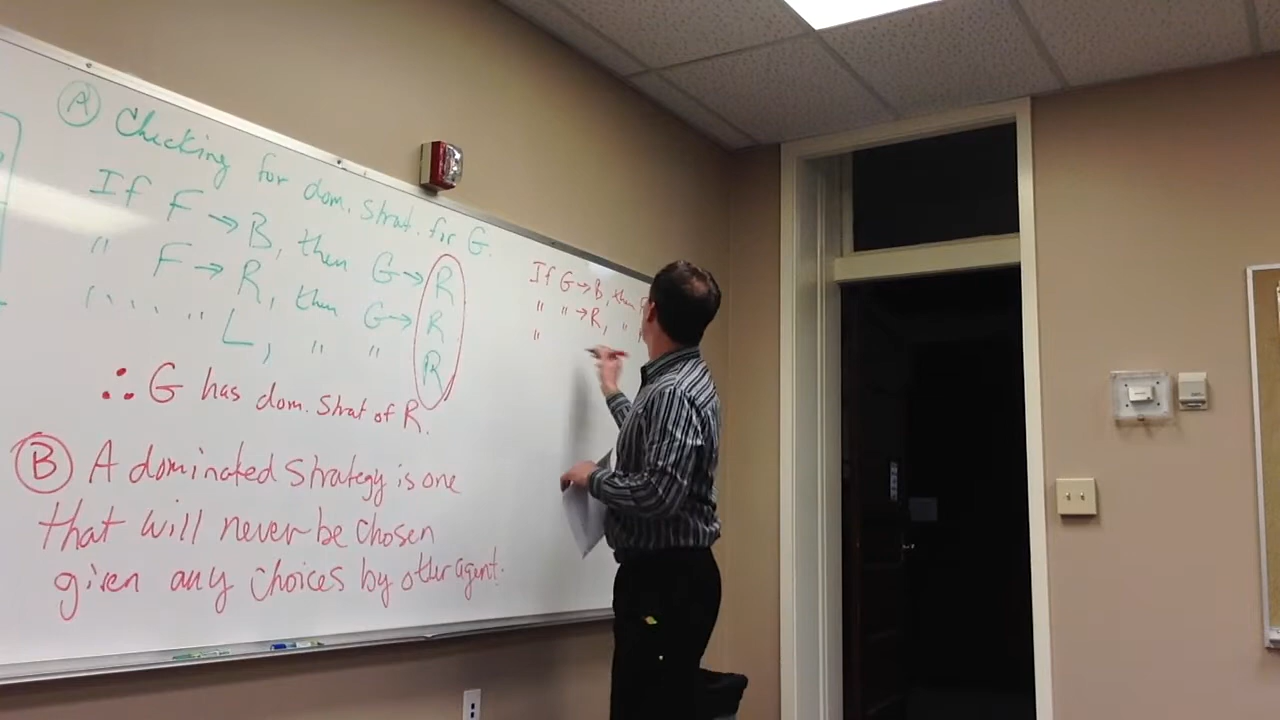 A Checking for dom. strat. for G.
If F → B, then G → R
" F → R, then G → R
" " " L, " " R
∴ G has dom. strat of R.
B A dominated strategy is one
that will never be chosen
given any choices by other agent.
If G → B, then F
" " → R, " "
"